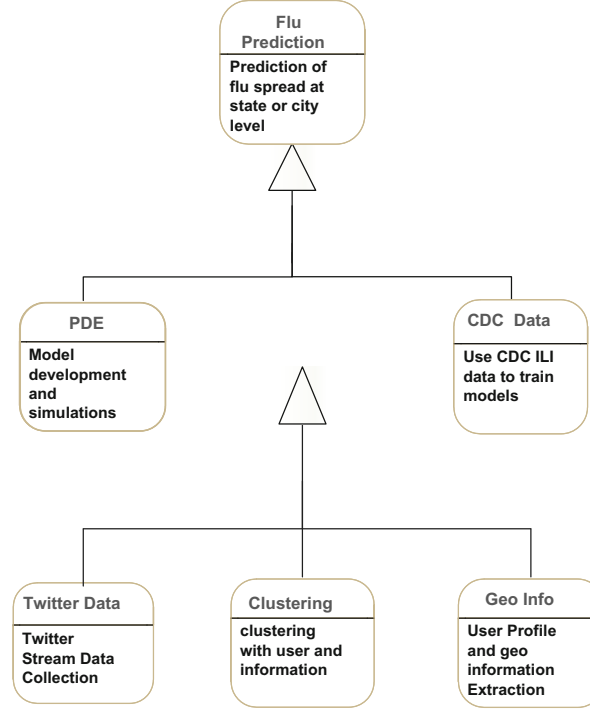 Flu
Prediction
Prediction of
flu spread at
state or city
level
PDE
Model
development
and
simulations
CDC Data
Use CDC ILI
data to train
models
Twitter Data
Twitter
Stream Data
Collection
Clustering
clustering
with user and
information
Geo Info
User Profile
and geo
information
Extraction